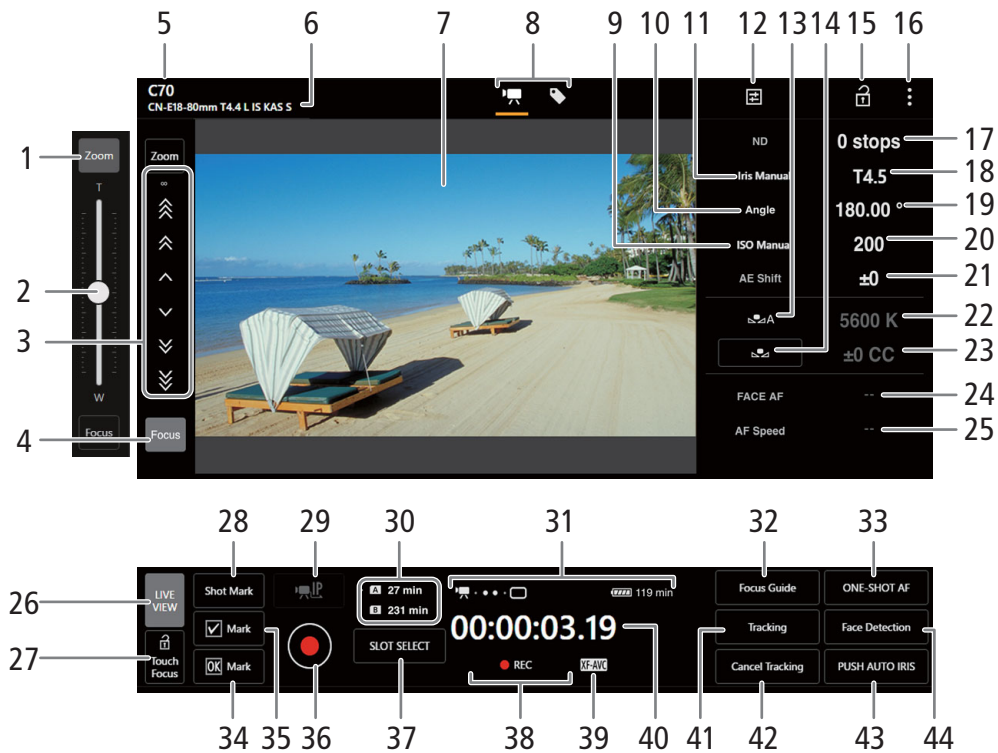 5 6 7 8 9 10 11 12 13 14 15 16
C70
CN-E18-80mm T4.4 L IS KAS S
1 Zoom
T
2
W
Focus
Zoom
∞
3
4 Focus
ND 0 stops 17
Iris Manual T4.5 18
Angle 180.00 ° 19
ISO Manual 200 20
AE Shift ±0 21
A 5600 K 22
±0 CC 23
FACE AF -- 24
AF Speed -- 25
28 29 30 31 32 33
26 LIVE VIEW
27 Touch Focus
Shot Mark
Mark
OK Mark
IP
A 27 min
B 231 min
SLOT SELECT
119 min
00:00:03.19
REC
XF-AVC
Focus Guide
ONE-SHOT AF
Tracking
Face Detection
Cancel Tracking
PUSH AUTO IRIS
34 35 36 37 38 39 40 41 42 43 44